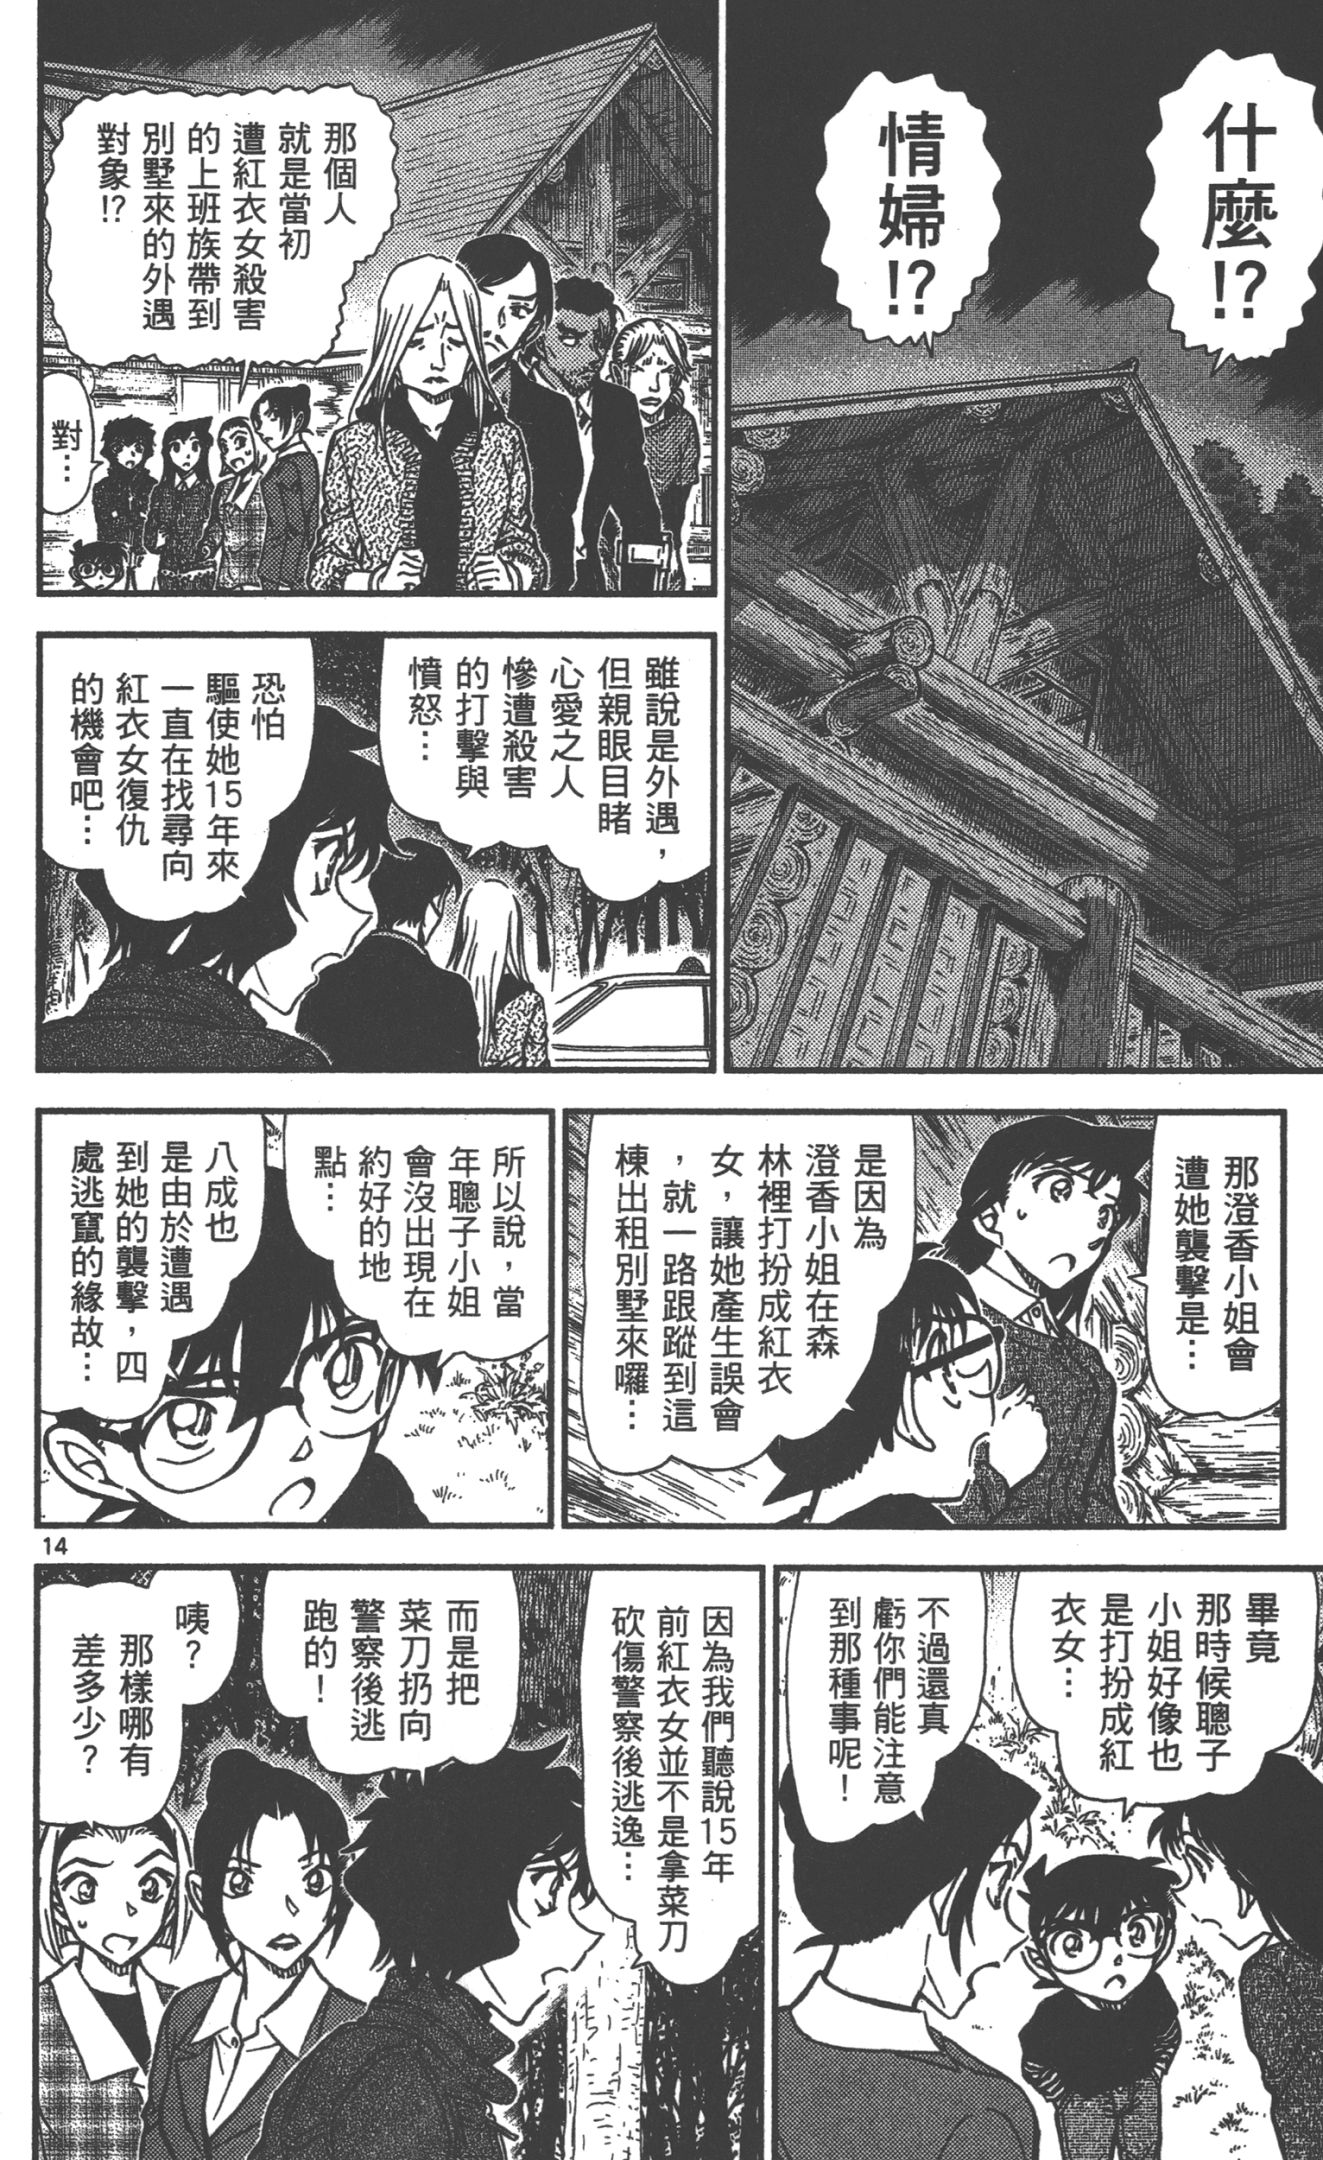 什麼!?
情婦!?
那個人
就是當初
遭紅衣女殺害
的上班族帶到
別墅來的外遇
對象!?
對…
雖說是外遇，
但親眼目睹
心愛之人
慘遭殺害
的打擊與
憤怒…
恐怕
驅使她15年來
一直在找尋向
紅衣女復仇
的機會吧…
那澄香小姐會
遭她襲擊是…
是因為
澄香小姐在森
林裡打扮成紅衣
女，讓她產生誤會
，就一路跟蹤到這
棟出租別墅來囉…
所以說，當
年聰子小姐
會沒出現在
約好的地
點…
八成也
是由於遭遇
到她的襲擊，四
處逃竄的緣故…
14
畢竟
那時候聰子
小姐好像也
是打扮成紅
衣女…
不過還真
虧你們能注意
到那種事呢！
因為我們聽說15年
前紅衣女並不是拿菜刀
砍傷警察後逃逸…
而是把
菜刀扔向
警察後逃
跑的！
咦？
那樣哪有
差多少？